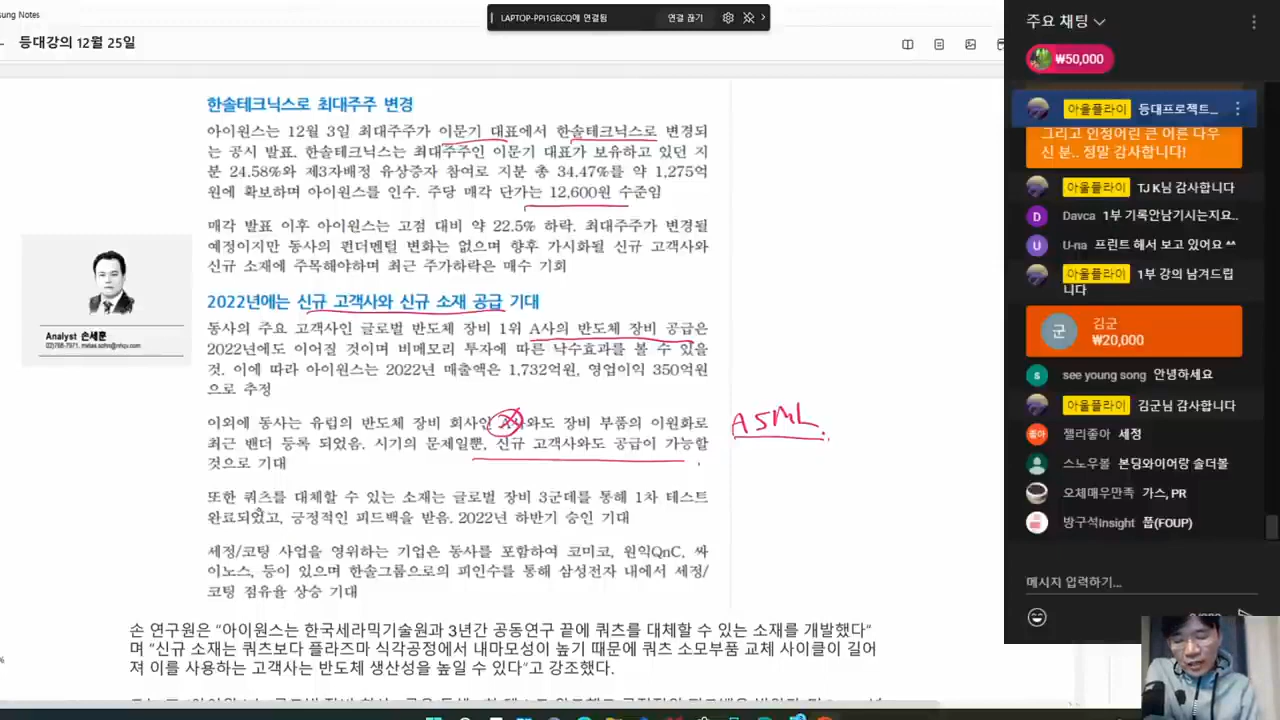 LAPTOP-PPI1GBCQ에 연결됨
연결 끊기
등대강의 12월 25일
한솔테크닉스로 최대주주 변경
아이원스는 12월 3일 최대주주가 이문기 대표에서 한솔테크닉스로 변경되
는 공시 발표. 한솔테크닉스는 최대주주인 이문기 대표가 보유하고 있던 지
분 24.58%와 제3자배정 유상증자 참여로 지분 총 34.47%를 약 1,275억
원에 확보하며 아이원스를 인수. 주당 매각 단가는 12,600원 수준임
매각 발표 이후 아이원스는 고점 대비 약 22.5% 하락. 최대주주가 변경될
예정이지만 동사의 펀더멘털 변화는 없으며 향후 가시화될 신규 고객사와
신규 소재에 주목해야하며 최근 주가하락은 매수 기회
Analyst 손세훈
2022년에는 신규 고객사와 신규 소재 공급 기대
동사의 주요 고객사인 글로벌 반도체 장비 1위 A사의 반도체 장비 공급은
2022년에도 이어질 것이며 비메모리 투자에 따른 낙수효과를 볼 수 있을
것. 이에 따라 아이원스는 2022년 매출액은 1,732억원, 영업이익 350억원
으로 추정
이외에 동사는 유럽의 반도체 장비 회사인 와도 장비 부품의 이원화로
ASML
최근 밴더 등록 되었음. 시기의 문제일뿐, 신규 고객사와도 공급이 가능할
것으로 기대
또한 쿼츠를 대체할 수 있는 소재는 글로벌 장비 3군데를 통해 1차 테스트
완료되었고, 긍정적인 피드백을 받음. 2022년 하반기 승인 기대
세정/코팅 사업을 영위하는 기업은 동사를 포함하여 코미코, 원익QnC, 싸
이노스, 등이 있으며 한솔그룹으로의 피인수를 통해 삼성전자 내에서 세정/
코팅 점유율 상승 기대
손 연구원은 “아이원스는 한국세라믹기술원과 3년간 공동연구 끝에 쿼츠를 대체할 수 있는 소재를 개발했다”
며 “신규 소재는 쿼츠보다 플라즈마 식각공정에서 내마모성이 높기 때문에 쿼츠 소모부품 교체 사이클이 길어
져 이를 사용하는 고객사는 반도체 생산성을 높일 수 있다”고 강조했다.
주요 채팅
₩50,000
아울플라이 등대프로젝트...
그리고 인정어린 큰 어른 다우
신 분.. 정말 감사합니다!
아울플라이 TJ K님 감사합니다
Davca 1부 기록안남기시는지요..
U-na 프린트 해서 보고 있어요 ^^
아울플라이 1부 강의 남겨드립
니다
군 김군
₩20,000
see young song 안녕하세요
아울플라이 김군님 감사합니다
젤리좋아 세정
스노우볼 본딩와이어랑 솔더볼
오체매우만족 가스, PR
방구석Insight 풉(FOUP)
메시지 입력하기...